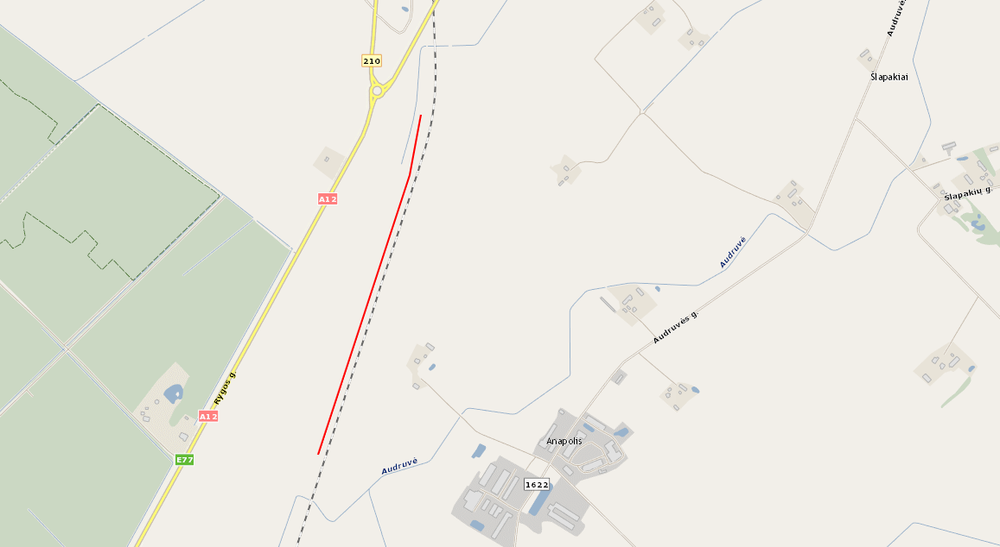 Audruvė
210
Šlapakiai
A12
Šlapakių g.
Audruvė
Audruvės g.
Rygos g.
A12
Anapolis
E77
Audruvė
1622